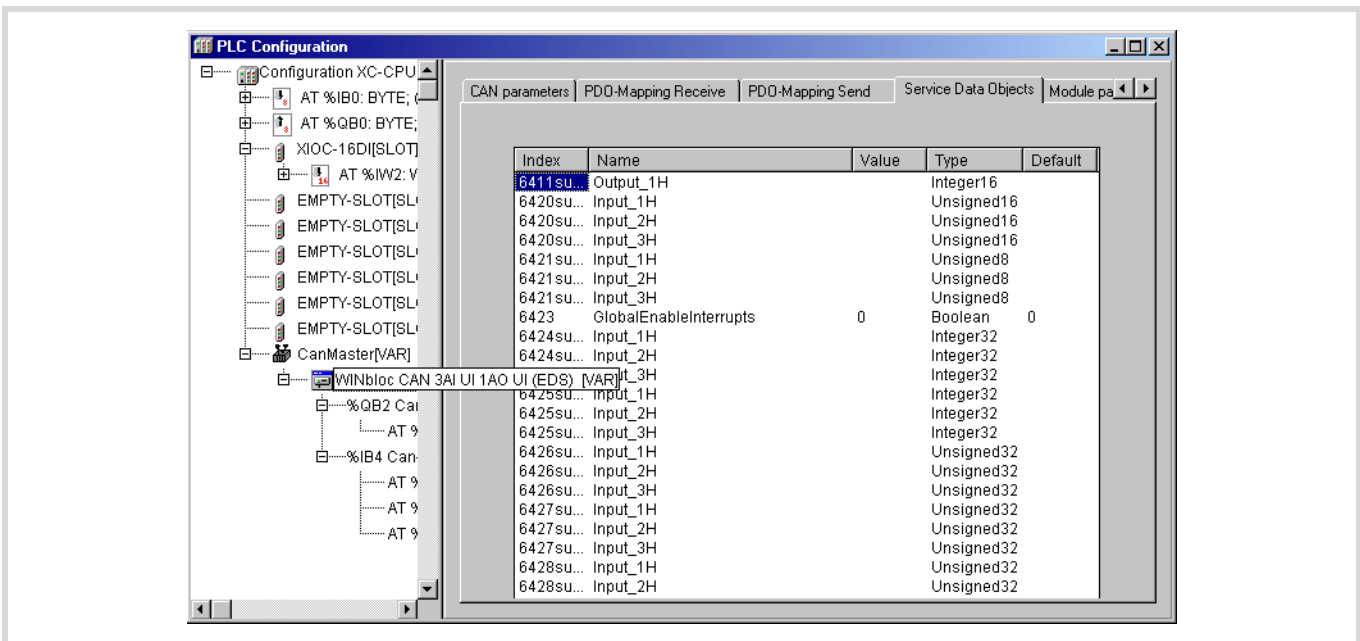 PLC Configuration
Configuration XC-CPU
AT %IB0: BYTE; (
AT %QB0: BYTE;
XIOC-16DI[SLOT]
AT %IW2: W
EMPTY-SLOT[SL
EMPTY-SLOT[SL
EMPTY-SLOT[SL
EMPTY-SLOT[SL
EMPTY-SLOT[SL
EMPTY-SLOT[SL
CanMaster[VAR]
WINbloc CAN 3AI UI 1AO UI (EDS) [VAR]
%QB2 Can
AT %
%IB4 Can-
AT %
AT %
AT %
CAN parameters PDO-Mapping Receive PDO-Mapping Send Service Data Objects Module pa
Index Name Value Type Default
6411su... Output_1H Integer16
6420su... Input_1H Unsigned16
6420su... Input_2H Unsigned16
6420su... Input_3H Unsigned16
6421su... Input_1H Unsigned8
6421su... Input_2H Unsigned8
6421su... Input_3H Unsigned8
6423 GlobalEnableInterrupts 0 Boolean 0
6424su... Input_1H Integer32
6424su... Input_2H Integer32
t_3H Integer32
6425su... Input_1H Integer32
6425su... Input_2H Integer32
6425su... Input_3H Integer32
6426su... Input_1H Unsigned32
6426su... Input_2H Unsigned32
6426su... Input_3H Unsigned32
6427su... Input_1H Unsigned32
6427su... Input_2H Unsigned32
6427su... Input_3H Unsigned32
6428su... Input_1H Unsigned32
6428su... Input_2H Unsigned32